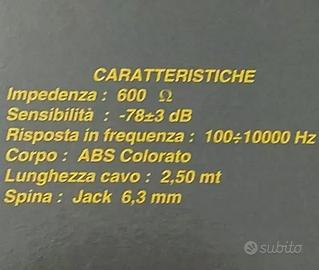 CARATTERISTICHE
Impedenza : 600 Ω
Sensibilità : -78±3 dB
Risposta in frequenza : 100÷10000 Hz
Corpo : ABS Colorato
Lunghezza cavo : 2,50 mt
Spina : Jack 6,3 mm
subito